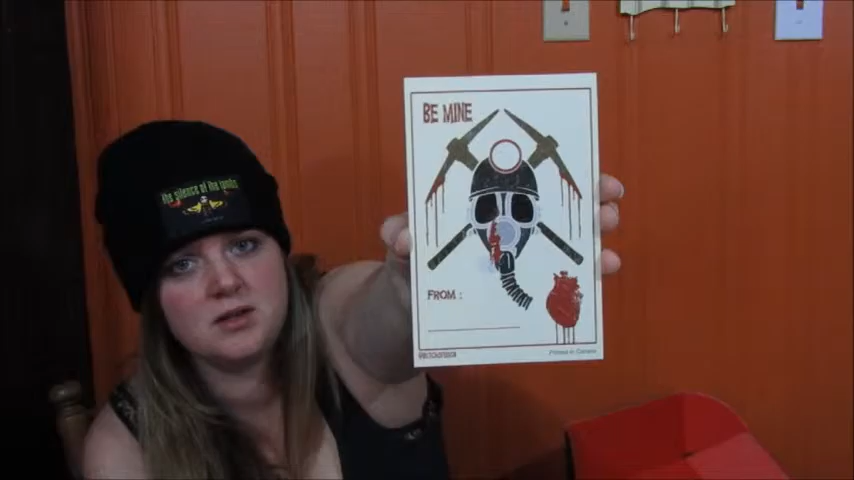 the silence of the lambs
BE MINE
FROM :
Printed in Canada